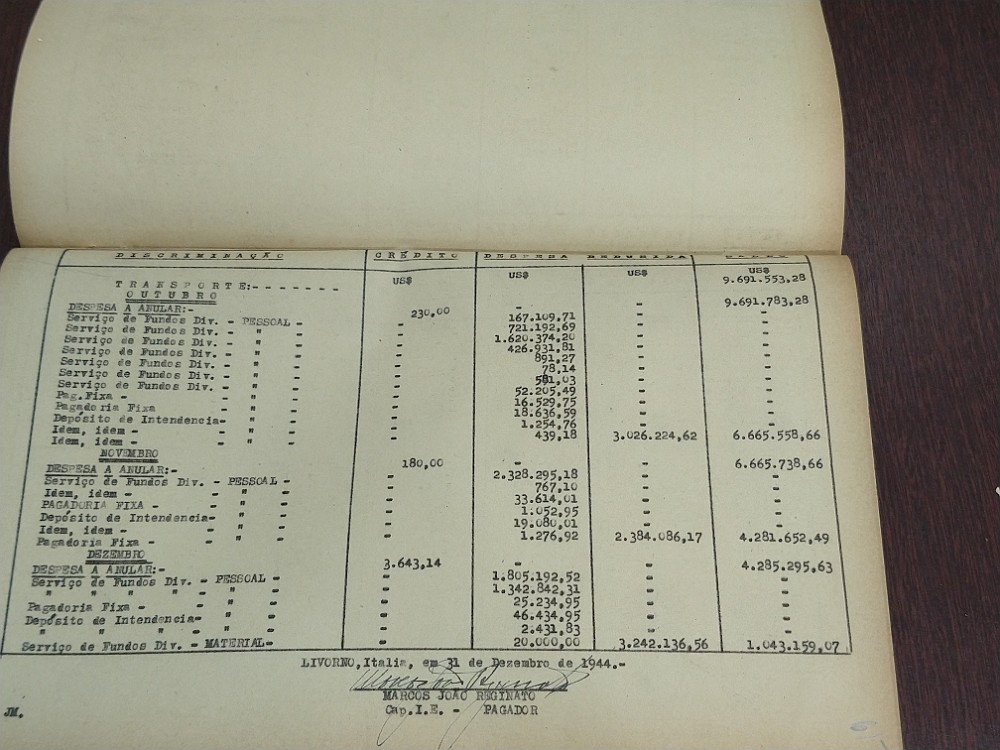 DISCRIMINAÇÃO CRÉDITO DESPESA DEDUZIDA
US$ US$ US$ US$
TRANSPORTE:- - - - - - - 9.691.553,28
OUTUBRO
DESPESA A ANULAR:- 230,00 - - 9.691.783,28
Serviço de Fundos Div. - PESSOAL - - 167.109,71 - -
Serviço de Fundos Div. - " - - 721.192,69 - -
Serviço de Fundos Div. - " - - 1.620.374,20 - -
Serviço de Fundos Div. - " - - 426.931,81 - -
Serviço de Fundos Div. - " - - 891,27 - -
Serviço de Fundos Div. - " - - 78,14 - -
Serviço de Fundos Div. - " - - 581,03 - -
Pag.Fixa - - " - - 52.205,49 - -
Pagadoria Fixa - " - - 16.529,75 - -
Depósito de Intendencia- " - - 18.636,59 - -
Idem, idem - - " - - 1.254,76 - -
Idem, idem - - " - - 439,18 3.026.224,62 6.665.558,66
NOVEMBRO
DESPESA A ANULAR:- 180,00 - - 6.665.738,66
Serviço de Fundos Div. - PESSOAL - - 2.328.295,18 - -
Idem, idem - - " - - 767,10 - -
PAGADORIA FIXA - - " - - 33.614,01 - -
Depósito de Intendencia- " - - 1.052,95 - -
Idem, idem - - " - - 19.080,01 - -
Pagadoria Fixa - - " - - 1.276,92 2.384.086,17 4.281.652,49
DEZEMBRO
DESPESA A ANULAR:- 3.643,14 - - 4.285.295,63
Serviço de Fundos Div. - PESSOAL - - 1.805.192,52 - -
" " " " - " - - 1.342.842,31 - -
Pagadoria Fixa - - " - - 25.234,95 - -
Depósito de Intendencia- " - - 46.434,95 - -
" " " - " - - 2.431,83 - -
Serviço de Fundos Div. - MATERIAL- - 20.000,00 3.242.136,56 1.043.159,07
LIVORNO,Italia, em 31 de Dezembro de 1944.-
MARCOS JOÃO REGINATO
Cap.I.E. - PAGADOR
JM.